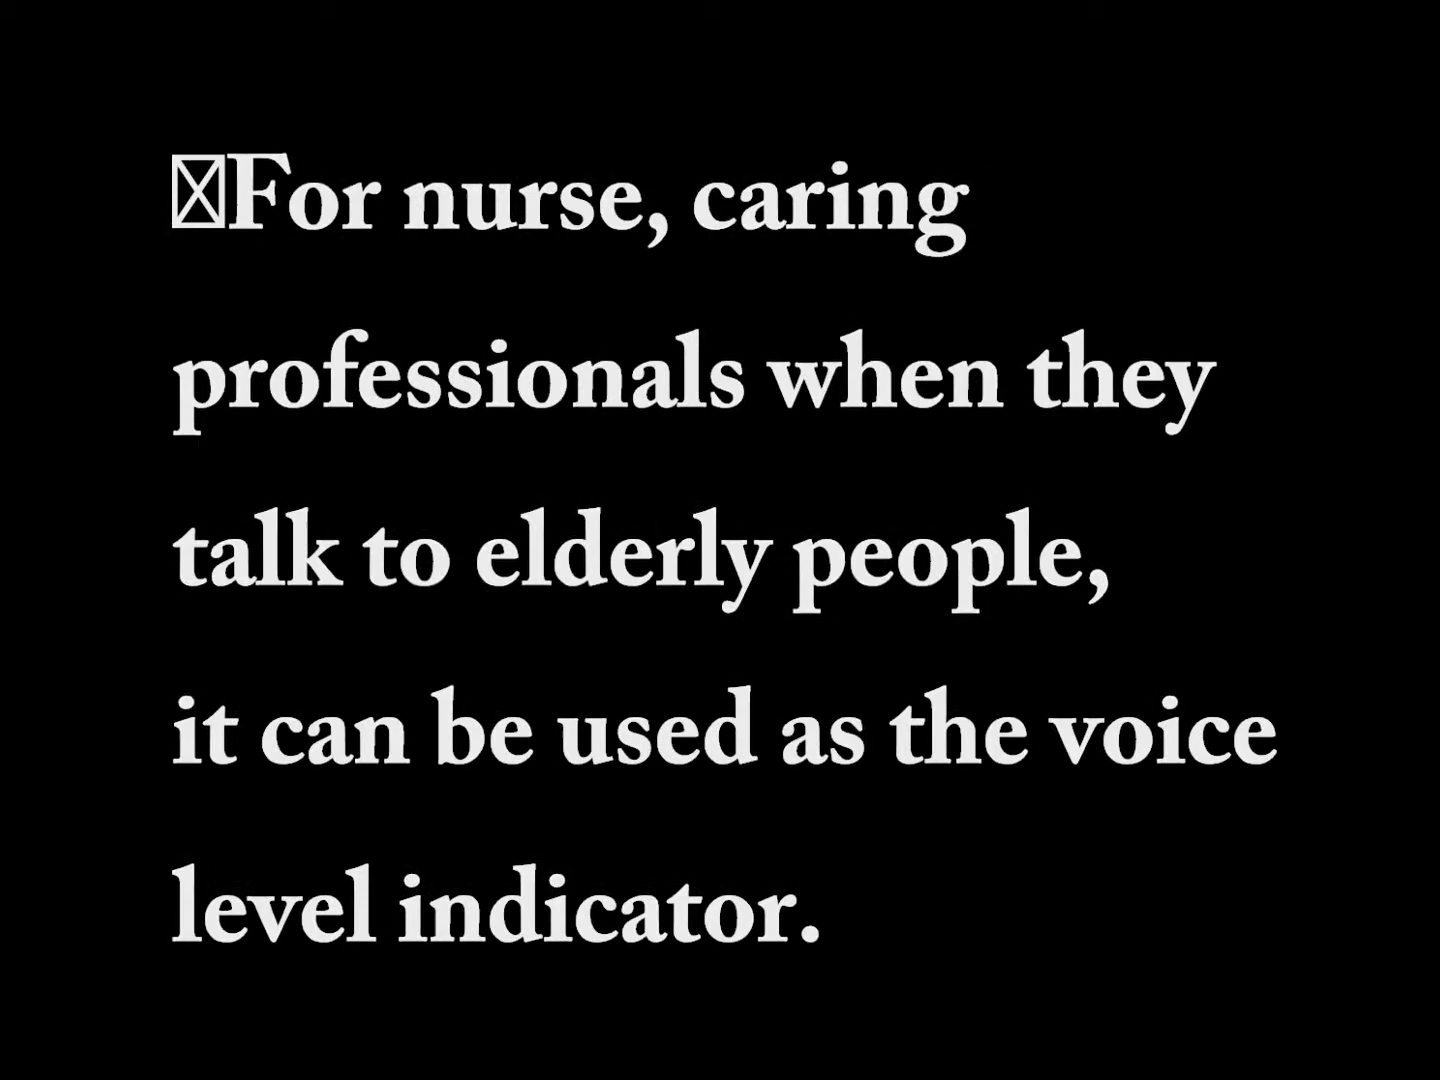 For nurse, caring
professionals when they
talk to elderly people,
it can be used as the voice
level indicator.